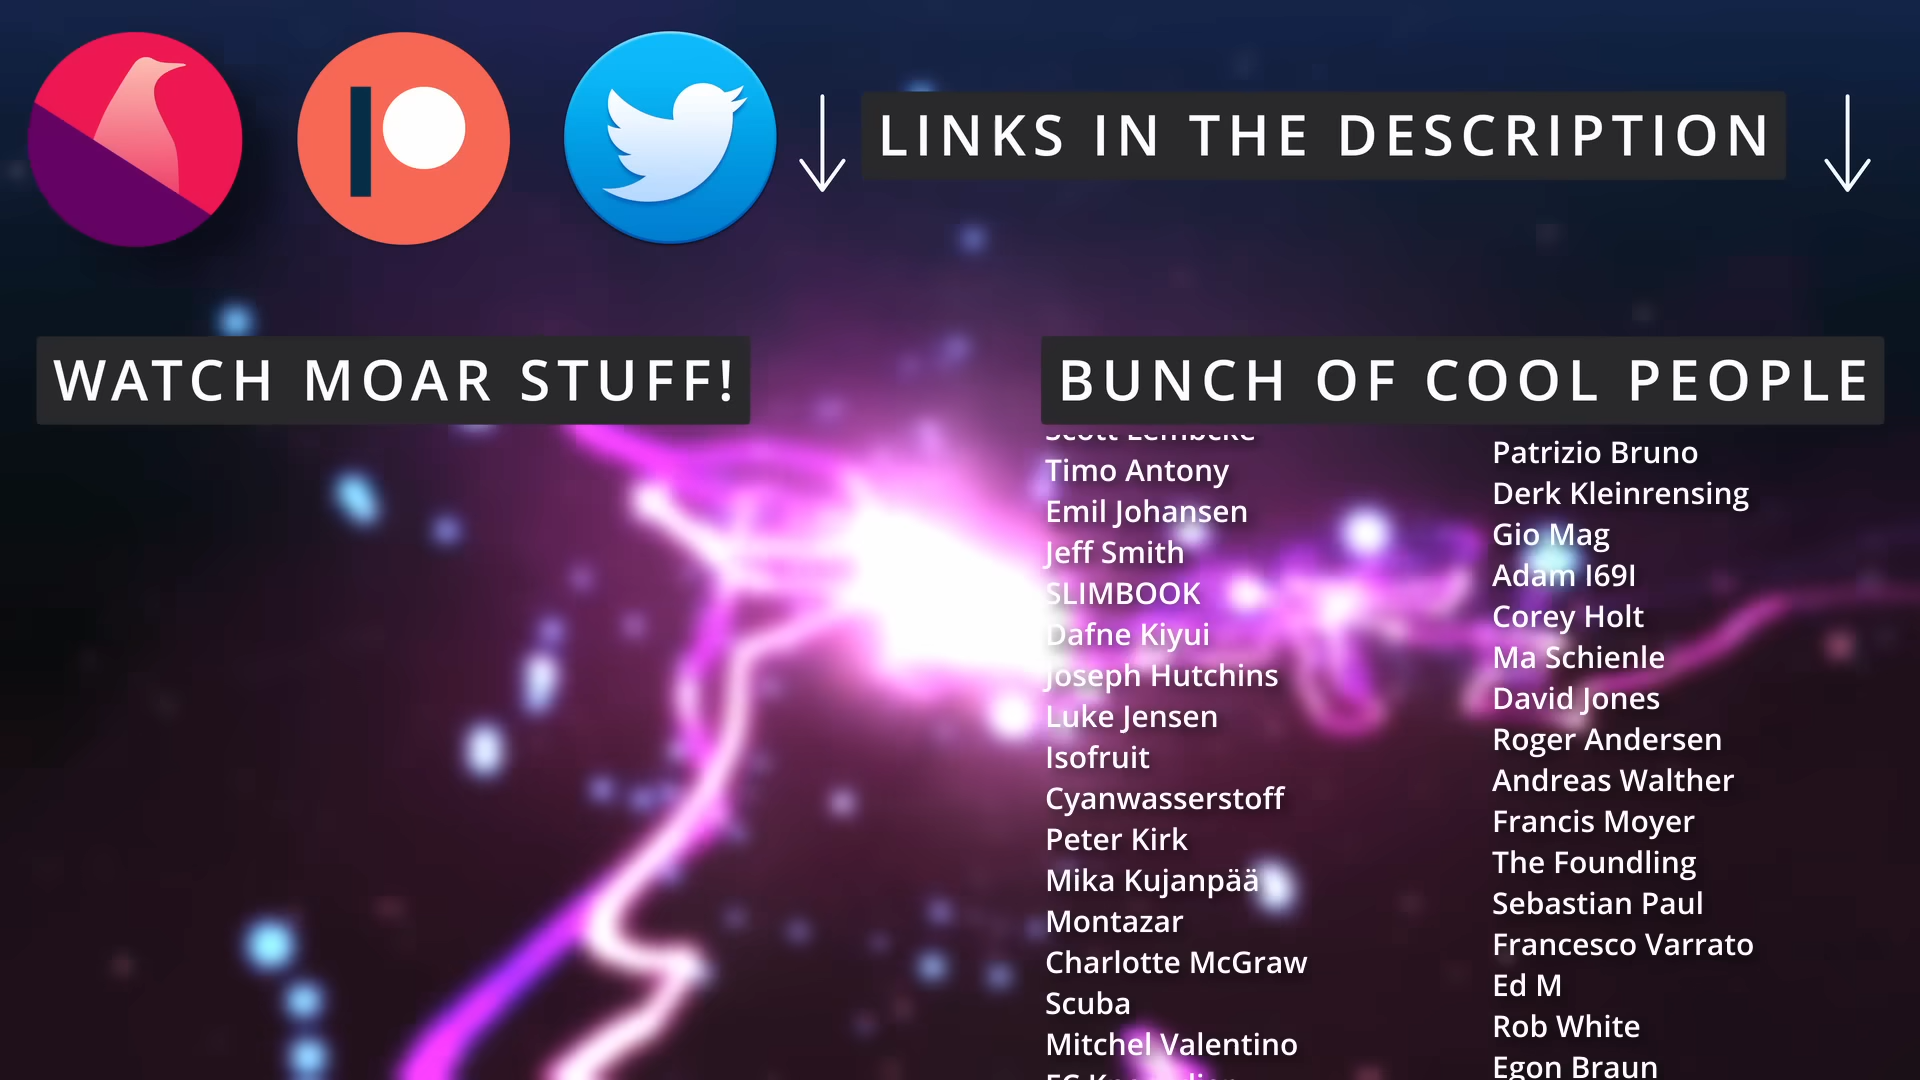 LINKS IN THE DESCRIPTION
WATCH MOAR STUFF!
BUNCH OF COOL PEOPLE
Scott Lembcke
Timo Antony
Emil Johansen
Jeff Smith
SLIMBOOK
Dafne Kiyui
Joseph Hutchins
Luke Jensen
Isofruit
Cyanwasserstoff
Peter Kirk
Mika Kujanpää
Montazar
Charlotte McGraw
Scuba
Mitchel Valentino
Patrizio Bruno
Derk Kleinrensing
Gio Mag
Adam I69I
Corey Holt
Ma Schienle
David Jones
Roger Andersen
Andreas Walther
Francis Moyer
The Foundling
Sebastian Paul
Francesco Varrato
Ed M
Rob White
Egon Braun